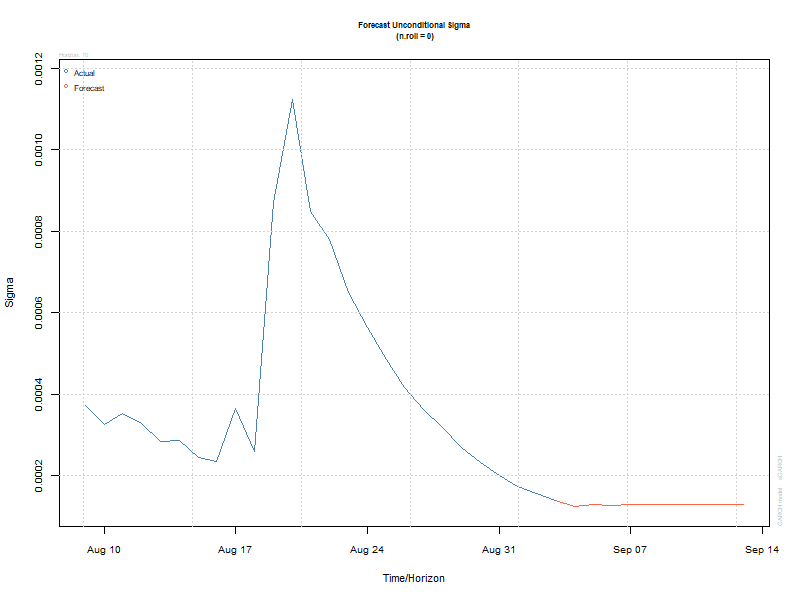 Forecast Unconditional Sigma
(n.roll = 0)
Horizon: 10
Actual
Forecast
0.0012
0.0010
0.0008
0.0006
0.0004
0.0002
Sigma
GARCH model : sGARCH
Aug 10
Aug 17
Aug 24
Aug 31
Sep 07
Sep 14
Time/Horizon